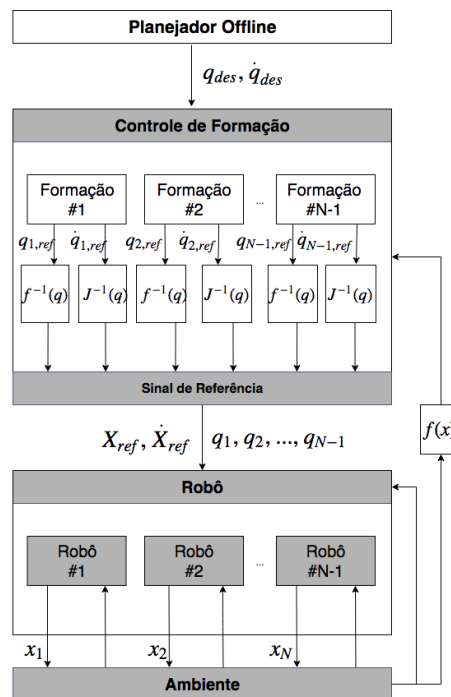 Planejador Offline
q_des, q̇_des
Controle de Formação
Formação #1
Formação #2
...
Formação #N-1
q_1,ref q̇_1,ref q_2,ref q̇_2,ref q_N−1,ref q̇_N−1,ref
f⁻¹(q) J⁻¹(q) f⁻¹(q) J⁻¹(q) f⁻¹(q) J⁻¹(q)
Sinal de Referência
X_ref, Ẋ_ref q_1, q_2, ..., q_N−1
f(x)
Robô
Robô #1
Robô #2
...
Robô #N-1
x_1 x_2 x_N
Ambiente